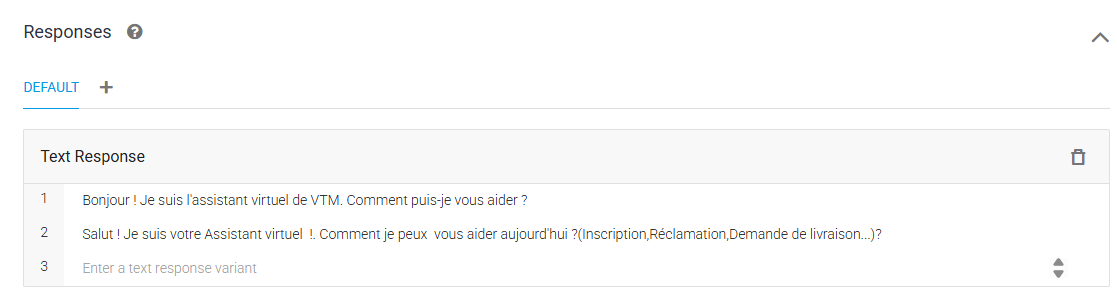 Responses
DEFAULT
Text Response
1 Bonjour ! Je suis l'assistant virtuel de VTM. Comment puis-je vous aider ?
2 Salut ! Je suis votre Assistant virtuel  !. Comment je peux  vous aider aujourd'hui ?(Inscription,Réclamation,Demande de livraison...)?
3 Enter a text response variant